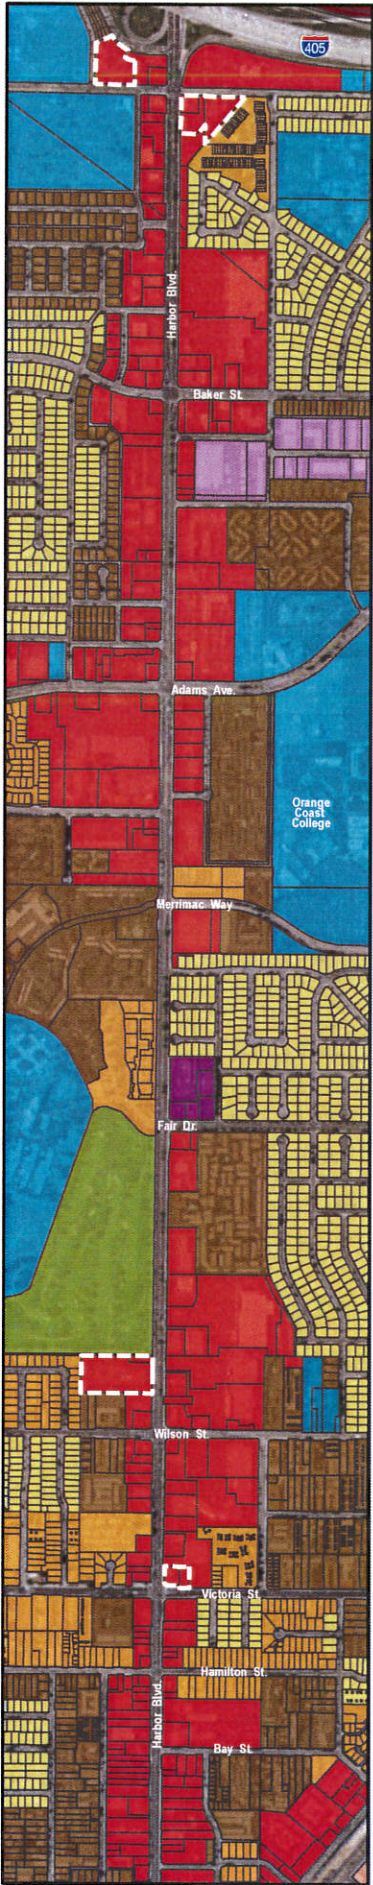 405
Harbor Blvd.
Baker St.
Adams Ave.
Orange
Coast
College
Merrimac Way
Fair Dr.
Wilson St.
Victoria St.
Hamilton St.
Harbor Blvd.
Bay St.